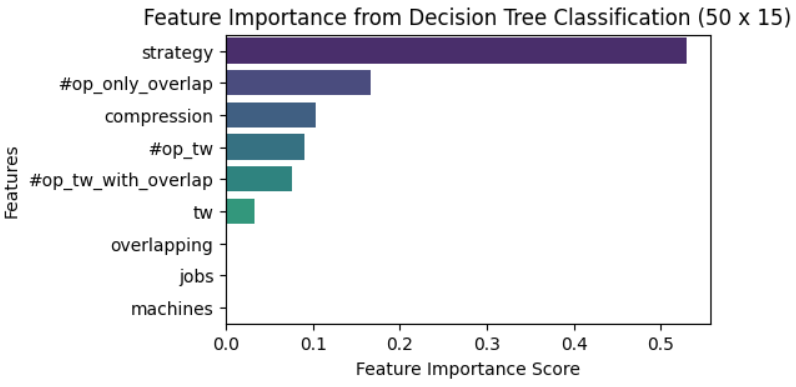 Feature Importance from Decision Tree Classification (50 x 15)
strategy
#op_only_overlap
compression
#op_tw
#op_tw_with_overlap
tw
overlapping
jobs
machines
Features
0.0 0.1 0.2 0.3 0.4 0.5
Feature Importance Score